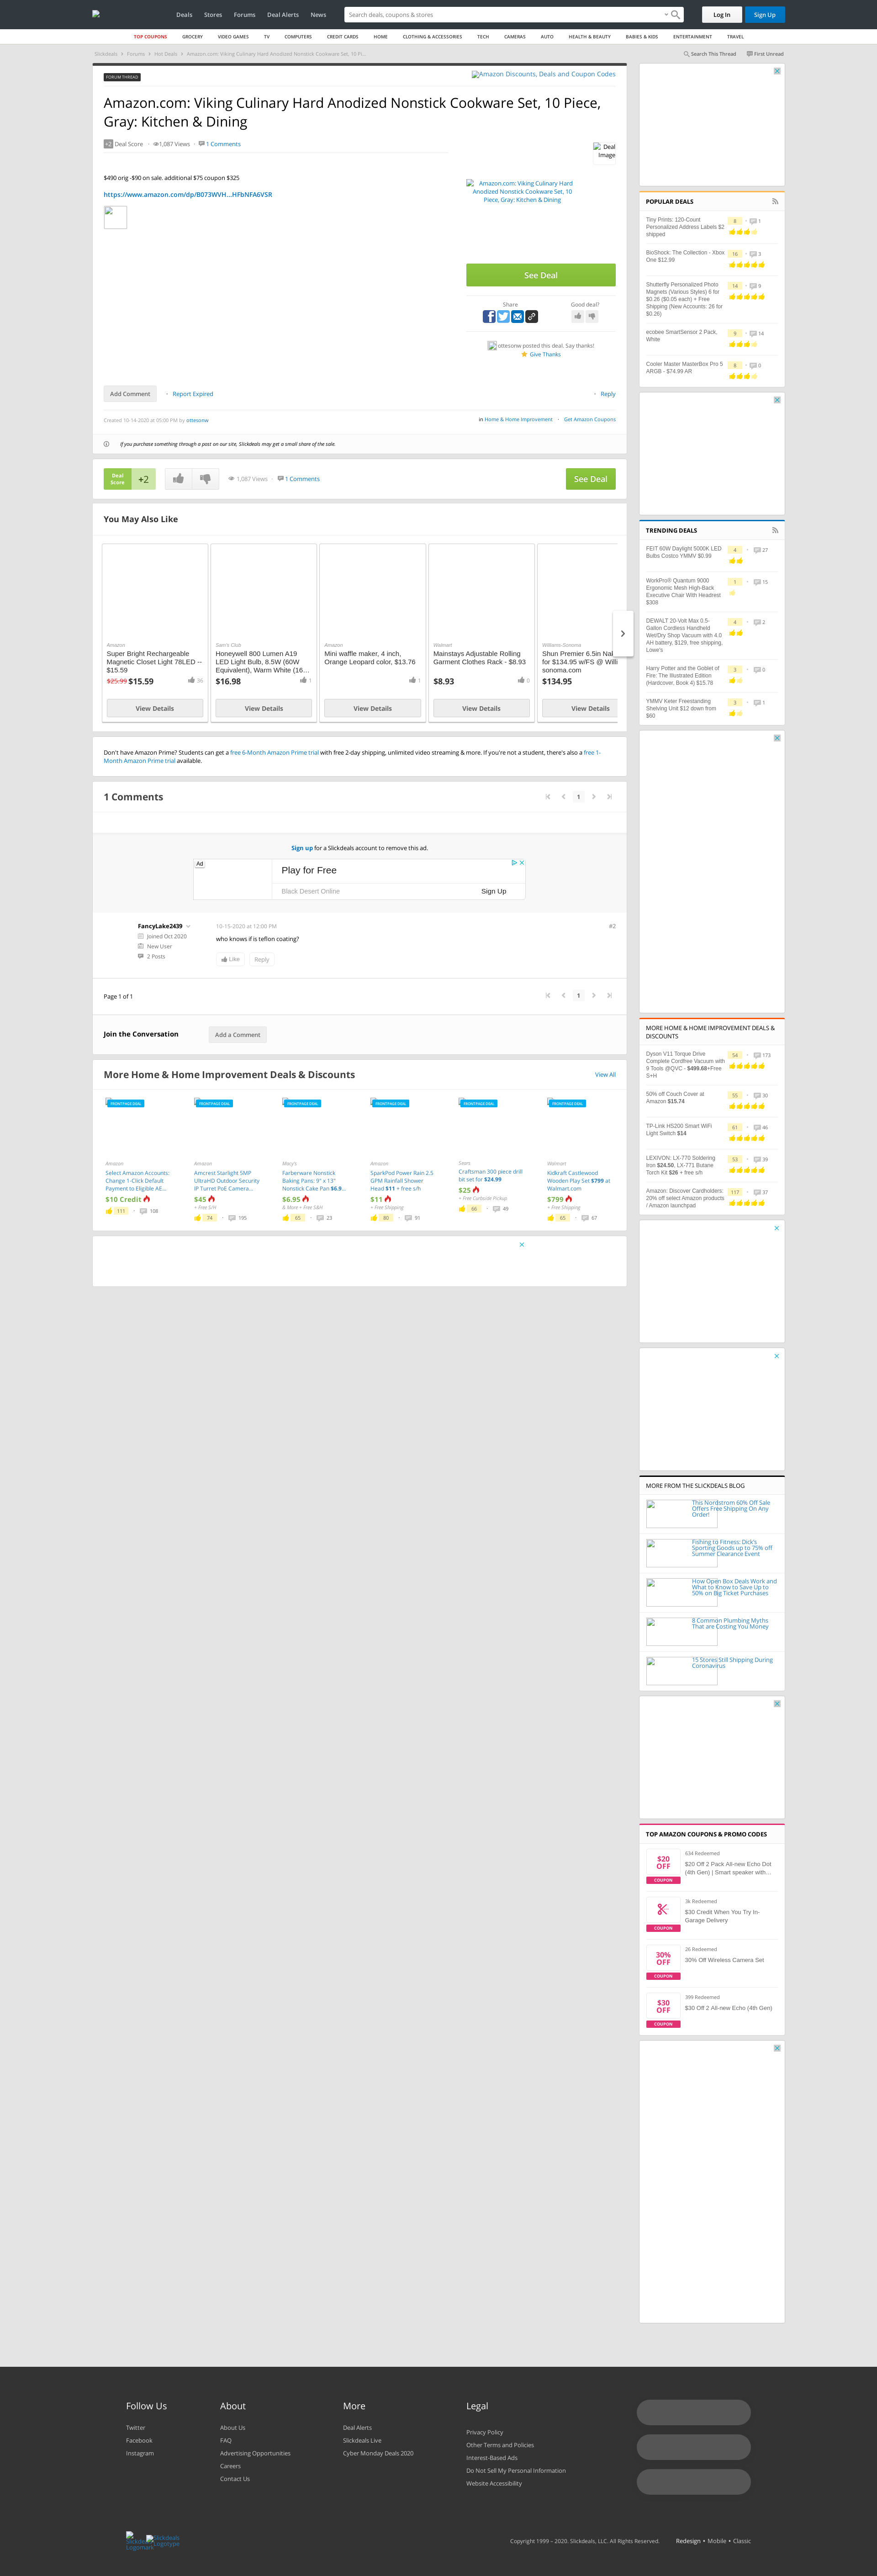 Deals Stores Forums Deal Alerts News
Search deals, coupons & stores
Log In Sign Up
TOP COUPONS GROCERY VIDEO GAMES TV COMPUTERS CREDIT CARDS HOME CLOTHING & ACCESSORIES TECH CAMERAS AUTO HEALTH & BEAUTY BABIES & KIDS ENTERTAINMENT TRAVEL
Slickdeals Forums Hot Deals Amazon.com: Viking Culinary Hard Anodized Nonstick Cookware Set, 10 Pi...
Search This Thread First Unread
FORUM THREAD
Amazon Discounts, Deals and Coupon Codes
Amazon.com: Viking Culinary Hard Anodized Nonstick Cookware Set, 10 Piece,
Gray: Kitchen & Dining
+2 Deal Score 1,087 Views 1 Comments
Deal
Image
$490 orig -$90 on sale. additional $75 coupon $325
https://www.amazon.com/dp/B073WVH...HFbNFA6VSR
Amazon.com: Viking Culinary
Hard Anodized Nonstick
Cookware Set, 10
Piece, Gray: Kitchen & Dining
See Deal
Share Good deal?
ottesonw posted this deal. Say thanks!
Give Thanks
Add Comment Report Expired Reply
Created 10-14-2020 at 05:00 PM by ottesonw
in Home & Home Improvement Get Amazon Coupons
If you purchase something through a post on our site, Slickdeals may get a small share of the sale.
Deal
Score +2
1,087 Views 1 Comments
See Deal
You May Also Like
Amazon
Super Bright Rechargeable
Magnetic Closet Light 78LED --
$15.59
$25.99 $15.59 36
View Details
Sam's Club
Honeywell 800 Lumen A19
LED Light Bulb, 8.5W (60W
Equivalent), Warm White (16...
$16.98 1
View Details
Amazon
Mini waffle maker, 4 inch,
Orange Leopard color, $13.76
1
View Details
Walmart
Mainstays Adjustable Rolling
Garment Clothes Rack - $8.93
$8.93 0
View Details
Williams-Sonoma
Shun Premier 6.5in Nak
for $134.95 w/FS @ Willi
sonoma.com
$134.95
View Details
Don't have Amazon Prime? Students can get a free 6-Month Amazon Prime trial with free 2-day shipping, unlimited video streaming & more. If you're not a student, there's also a free 1-
Month Amazon Prime trial available.
1 Comments
1
Sign up for a Slickdeals account to remove this ad.
Ad
Play for Free
Black Desert Online Sign Up
FancyLake2439
Joined Oct 2020
New User
2 Posts
10-15-2020 at 12:00 PM #2
who knows if is teflon coating?
Like Reply
Page 1 of 1
1
Join the Conversation Add a Comment
More Home & Home Improvement Deals & Discounts View All
FRONTPAGE DEAL
Amazon
Select Amazon Accounts:
Change 1-Click Default
Payment to Eligible AE...
$10 Credit
111 108
FRONTPAGE DEAL
Amazon
Amcrest Starlight 5MP
UltraHD Outdoor Security
IP Turret PoE Camera...
$45
+ Free S/H
74 195
FRONTPAGE DEAL
Macy's
Farberware Nonstick
Baking Pans: 9" x 13"
Nonstick Cake Pan $6.9...
$6.95
& More + Free S&H
65 23
FRONTPAGE DEAL
Amazon
SparkPod Power Rain 2.5
GPM Rainfall Shower
Head $11 + free s/h
$11
+ Free Shipping
80 91
FRONTPAGE DEAL
Sears
Craftsman 300 piece drill
bit set for $24.99
$25
+ Free Curbside Pickup
66 49
FRONTPAGE DEAL
Walmart
Kidkraft Castlewood
Wooden Play Set $799 at
Walmart.com
$799
+ Free Shipping
65 67
POPULAR DEALS
Tiny Prints: 120-Count
Personalized Address Labels $2
shipped
8 1
BioShock: The Collection - Xbox
One $12.99
16 3
Shutterfly Personalized Photo
Magnets (Various Styles) 6 for
$0.26 ($0.05 each) + Free
Shipping (New Accounts: 26 for
$0.26)
14 9
ecobee SmartSensor 2 Pack,
White
9 14
Cooler Master MasterBox Pro 5
ARGB - $74.99 AR
8 0
TRENDING DEALS
FEIT 60W Daylight 5000K LED
Bulbs Costco YMMV $0.99
4 27
WorkPro® Quantum 9000
Ergonomic Mesh High-Back
Executive Chair With Headrest
$308
1 15
DEWALT 20-Volt Max 0.5-
Gallon Cordless Handheld
Wet/Dry Shop Vacuum with 4.0
AH battery, $129, free shipping,
Lowe's
4 2
Harry Potter and the Goblet of
Fire: The Illustrated Edition
(Hardcover, Book 4) $15.78
3 0
YMMV Keter Freestanding
Shelving Unit $12 down from
$60
3 1
MORE HOME & HOME IMPROVEMENT DEALS &
DISCOUNTS
Dyson V11 Torque Drive
Complete Cordfree Vacuum with
9 Tools @QVC - $499.68+Free
S+H
54 173
50% off Couch Cover at
Amazon $15.74
55 30
TP-Link HS200 Smart WiFi
Light Switch $14
61 46
LEXIVON: LX-770 Soldering
Iron $24.50, LX-771 Butane
Torch Kit $26 + free s/h
53 39
Amazon: Discover Cardholders:
20% off select Amazon products
/ Amazon launchpad
117 37
MORE FROM THE SLICKDEALS BLOG
This Nordstrom 60% Off Sale
Offers Free Shipping On Any
Order!
Fishing to Fitness: Dick's
Sporting Goods up to 75% off
Summer Clearance Event
How Open Box Deals Work and
What to Know to Save Up to
50% on Big Ticket Purchases
8 Common Plumbing Myths
That are Costing You Money
15 Stores Still Shipping During
Coronavirus
TOP AMAZON COUPONS & PROMO CODES
$20
OFF
COUPON
634 Redeemed
$20 Off 2 Pack All-new Echo Dot
(4th Gen) | Smart speaker with...
COUPON
3k Redeemed
$30 Credit When You Try In-
Garage Delivery
30%
OFF
COUPON
26 Redeemed
30% Off Wireless Camera Set
$30
OFF
COUPON
399 Redeemed
$30 Off 2 All-new Echo (4th Gen)
Follow Us
Twitter
Facebook
Instagram
About
About Us
FAQ
Advertising Opportunities
Careers
Contact Us
More
Deal Alerts
Slickdeals Live
Cyber Monday Deals 2020
Legal
Privacy Policy
Other Terms and Policies
Interest-Based Ads
Do Not Sell My Personal Information
Website Accessibility
Slickdeals
Logotype
Copyright 1999 – 2020. Slickdeals, LLC. All Rights Reserved. Redesign • Mobile • Classic